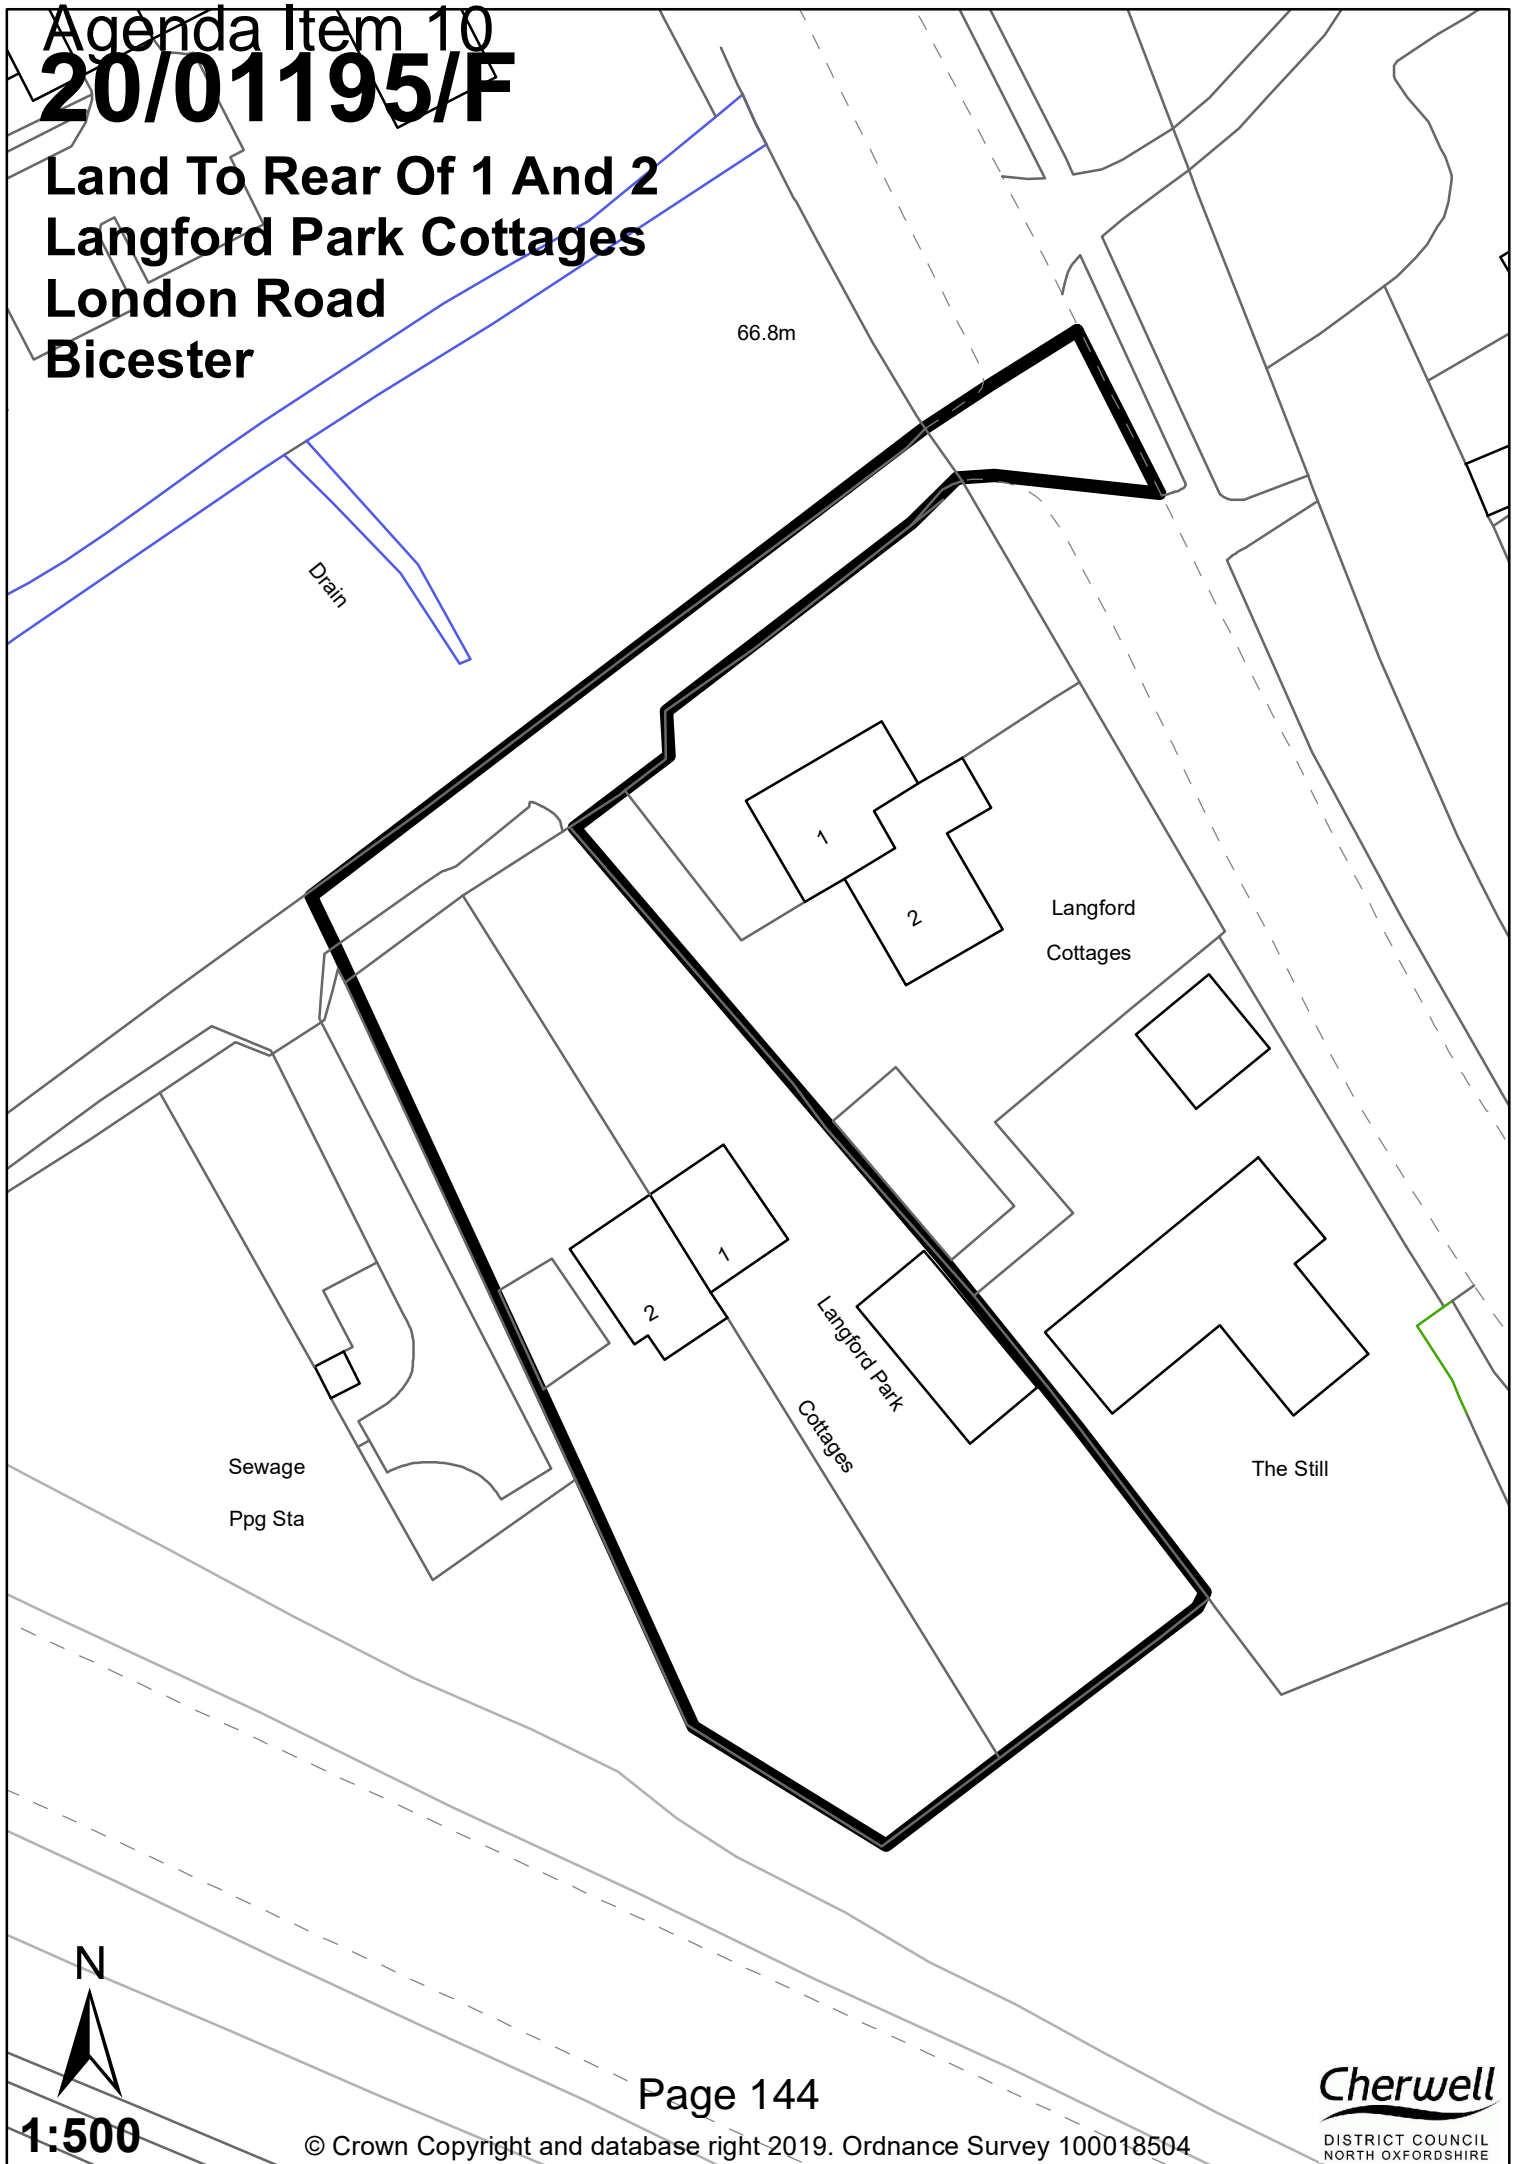 Agenda Item 10
20/01195/F
Land To Rear Of 1 And 2
Langford Park Cottages
London Road
Bicester
66.8m
Drain
1
2
Langford
Cottages
1
2
Langford Park
Cottages
The Still
Sewage
Ppg Sta
N
1:500
Page 144
© Crown Copyright and database right 2019. Ordnance Survey 100018504
Cherwell
DISTRICT COUNCIL
NORTH OXFORDSHIRE